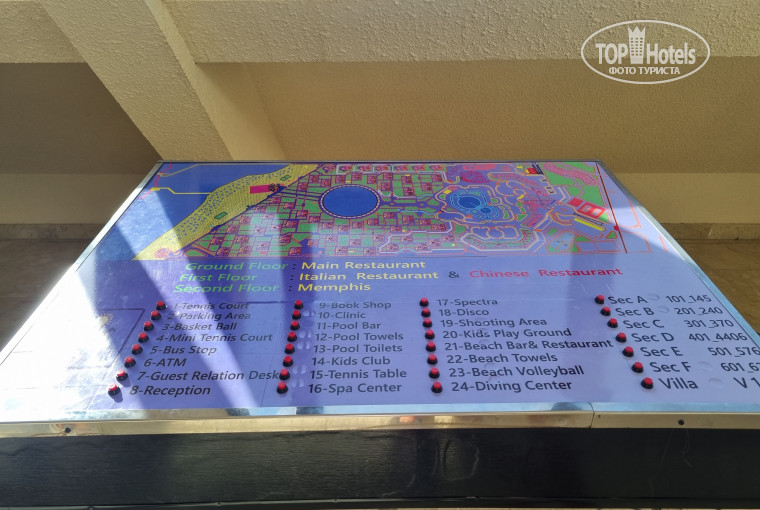 TOP Hotels
ФОТО ТУРИСТА
Ground Floor : Main Restaurant
First Floor : Italian Restaurant & Chinese Restaurant
Second Floor : Memphis
1-Tennis Court
2-Parking Area
3-Basket Ball
4-Mini Tennis Court
5-Bus Stop
6-ATM
7-Guest Relation Desk
8-Reception
9-Book Shop
10-Clinic
11-Pool Bar
12-Pool Towels
13-Pool Toilets
14-Kids Club
15-Tennis Table
16-Spa Center
17-Spectra
18-Disco
19-Shooting Area
20-Kids Play Ground
21-Beach Bar& Restaurant
22-Beach Towels
23-Beach Volleyball
24-Diving Center
Sec A 101,145
Sec B 201,240
Sec C 301,370
Sec D 401,4406
Sec E 501,576
Sec F 601,6
Villa V 1